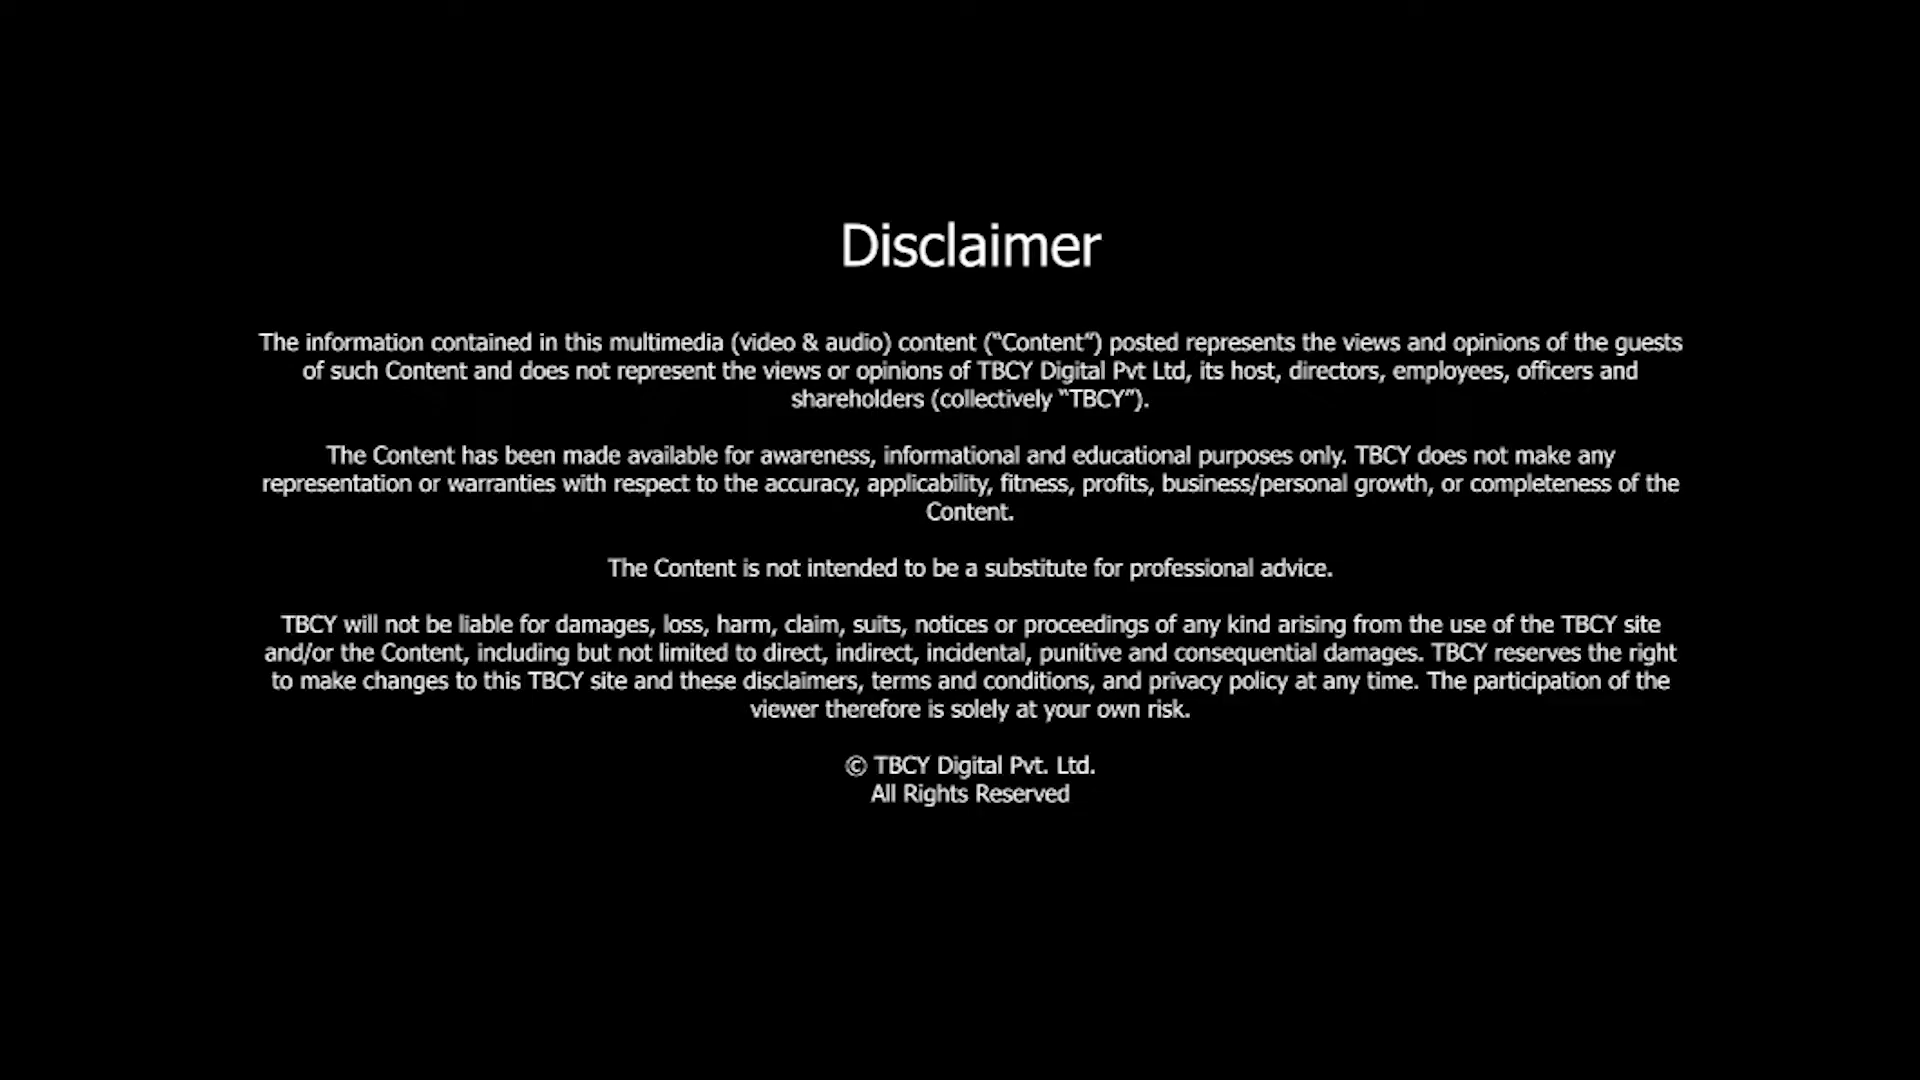 Disclaimer
The information contained in this multimedia (video & audio) content (“Content”) posted represents the views and opinions of the guests
of such Content and does not represent the views or opinions of TBCY Digital Pvt Ltd, its host, directors, employees, officers and
shareholders (collectively “TBCY”).
The Content has been made available for awareness, informational and educational purposes only. TBCY does not make any
representation or warranties with respect to the accuracy, applicability, fitness, profits, business/personal growth, or completeness of the
Content.
The Content is not intended to be a substitute for professional advice.
TBCY will not be liable for damages, loss, harm, claim, suits, notices or proceedings of any kind arising from the use of the TBCY site
and/or the Content, including but not limited to direct, indirect, incidental, punitive and consequential damages. TBCY reserves the right
to make changes to this TBCY site and these disclaimers, terms and conditions, and privacy policy at any time. The participation of the
viewer therefore is solely at your own risk.
© TBCY Digital Pvt. Ltd.
All Rights Reserved